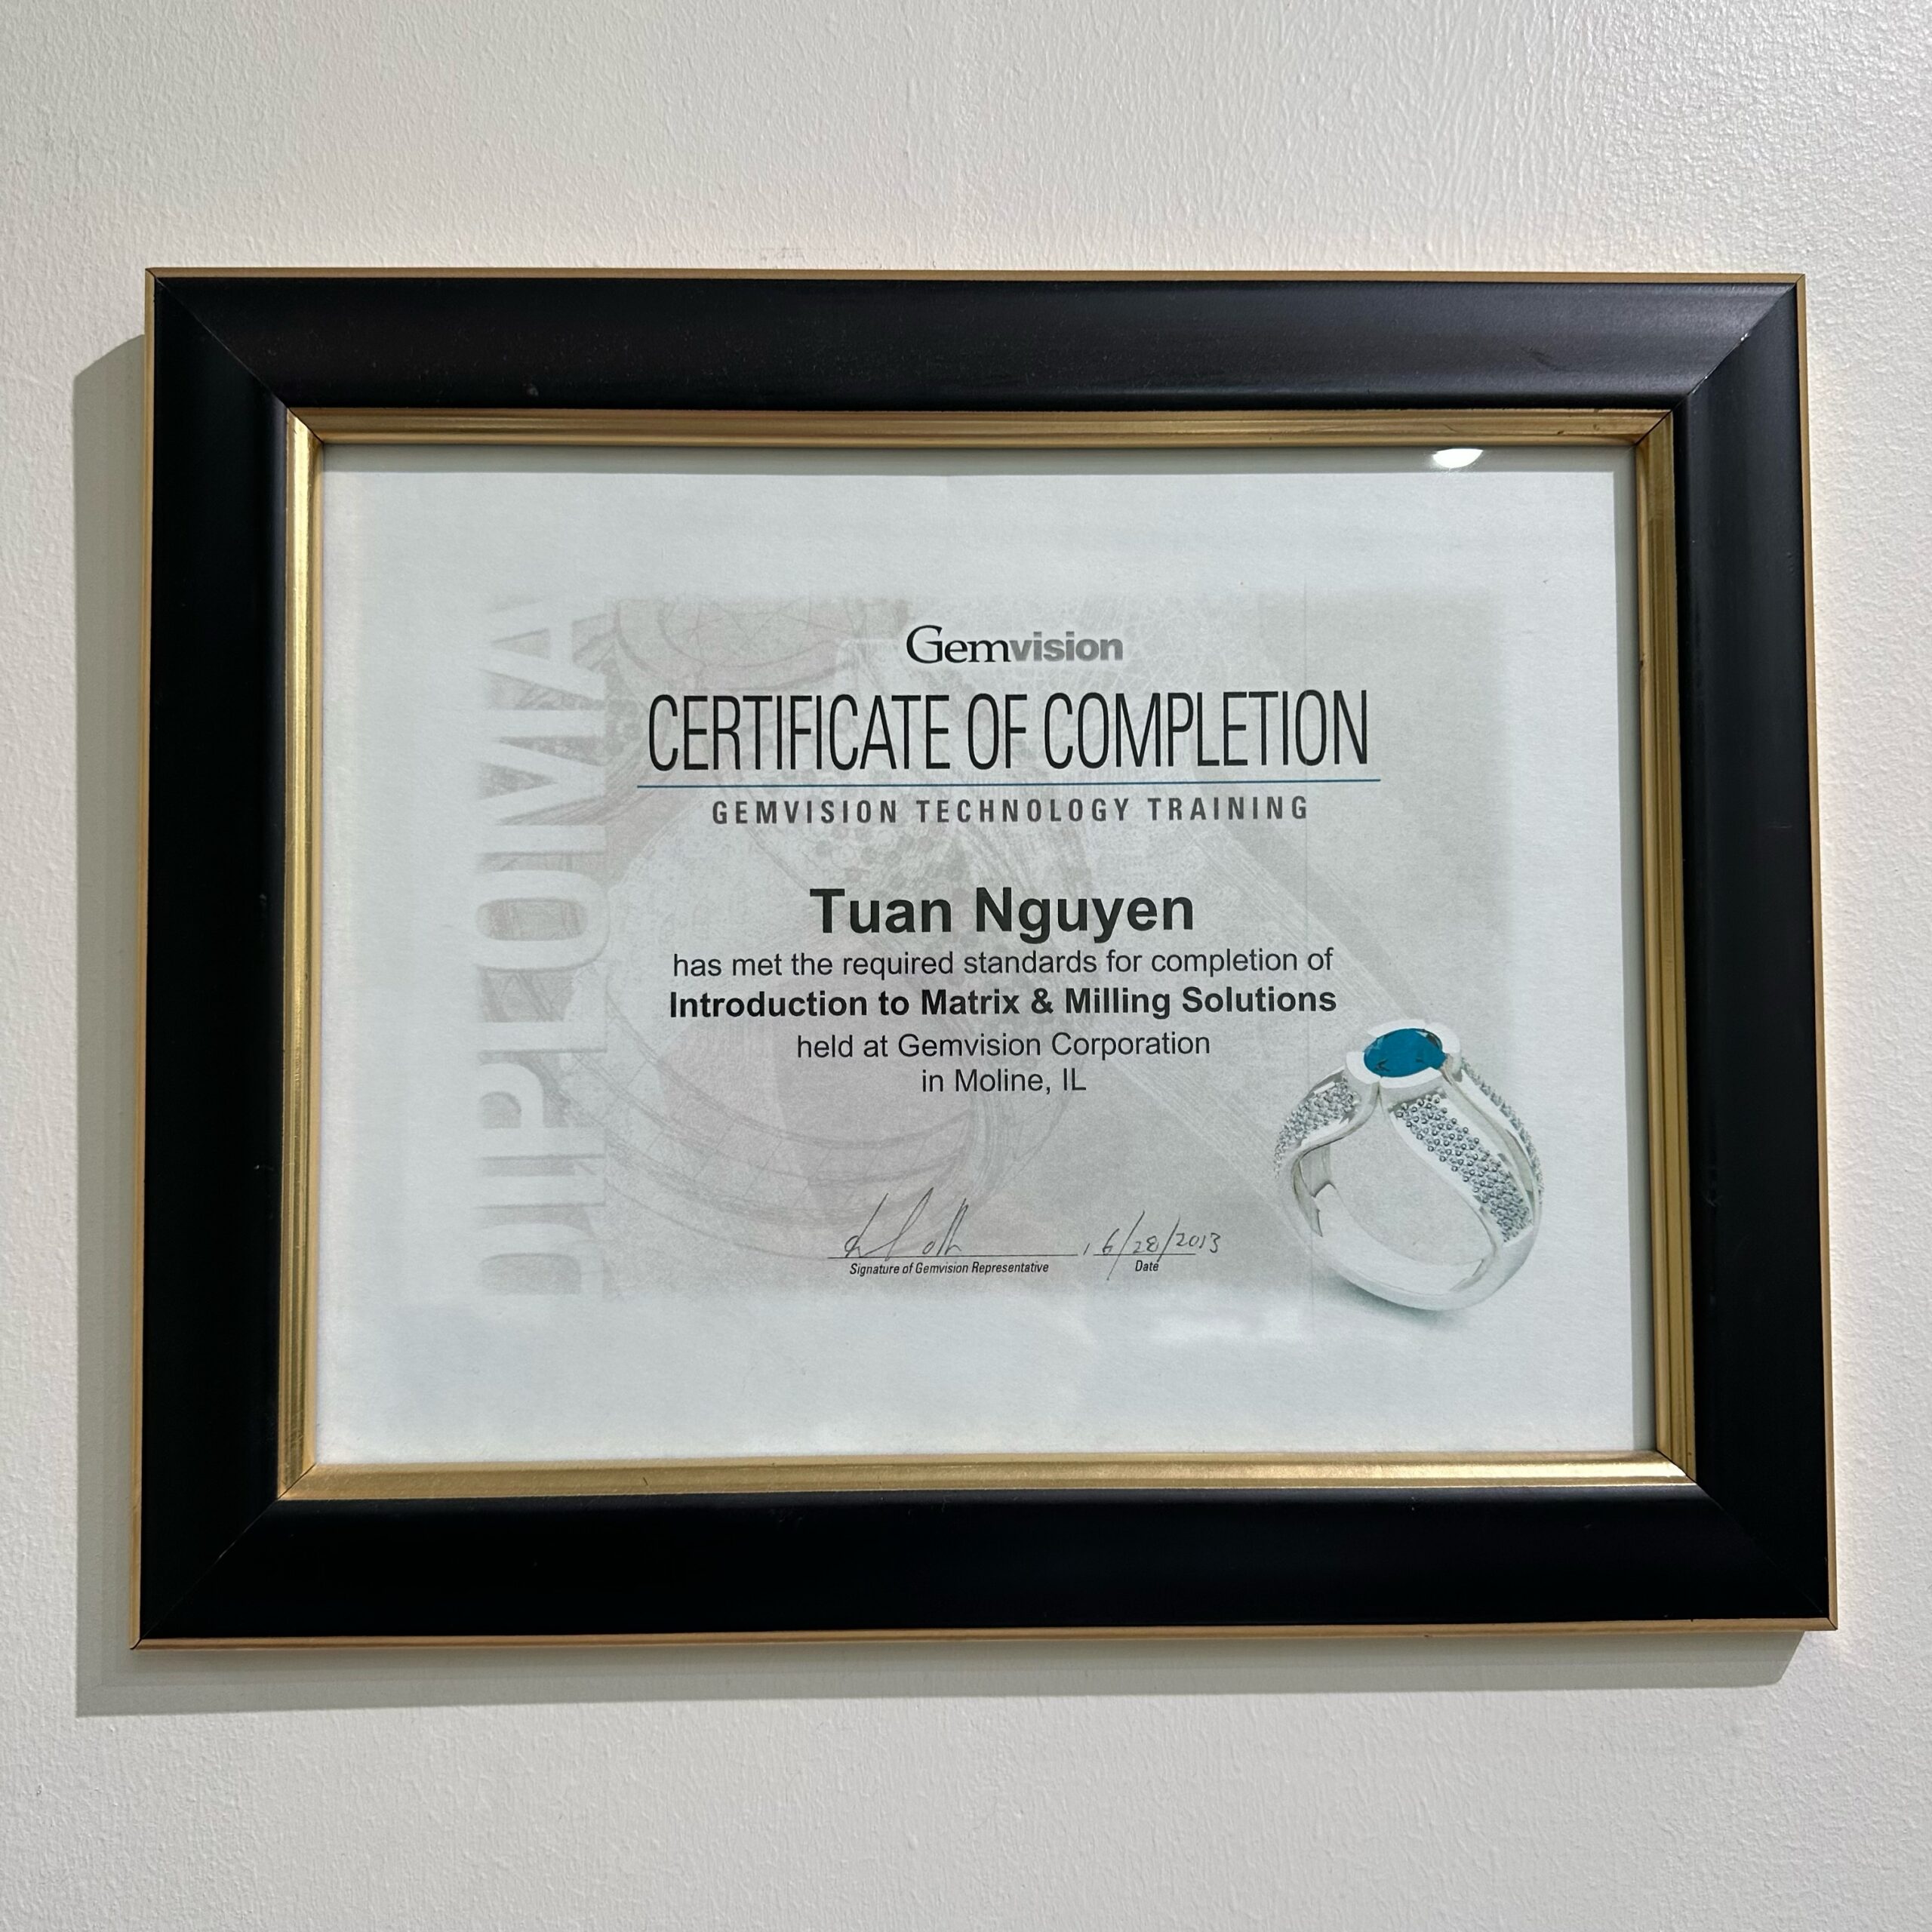 Gemvision
CERTIFICATE OF COMPLETION
GEMVISION TECHNOLOGY TRAINING
Tuan Nguyen
has met the required standards for completion of
Introduction to Matrix & Milling Solutions
held at Gemvision Corporation
in Moline, IL
6/28/2013
Signature of Gemvision Representative
Date
DIPLOMA